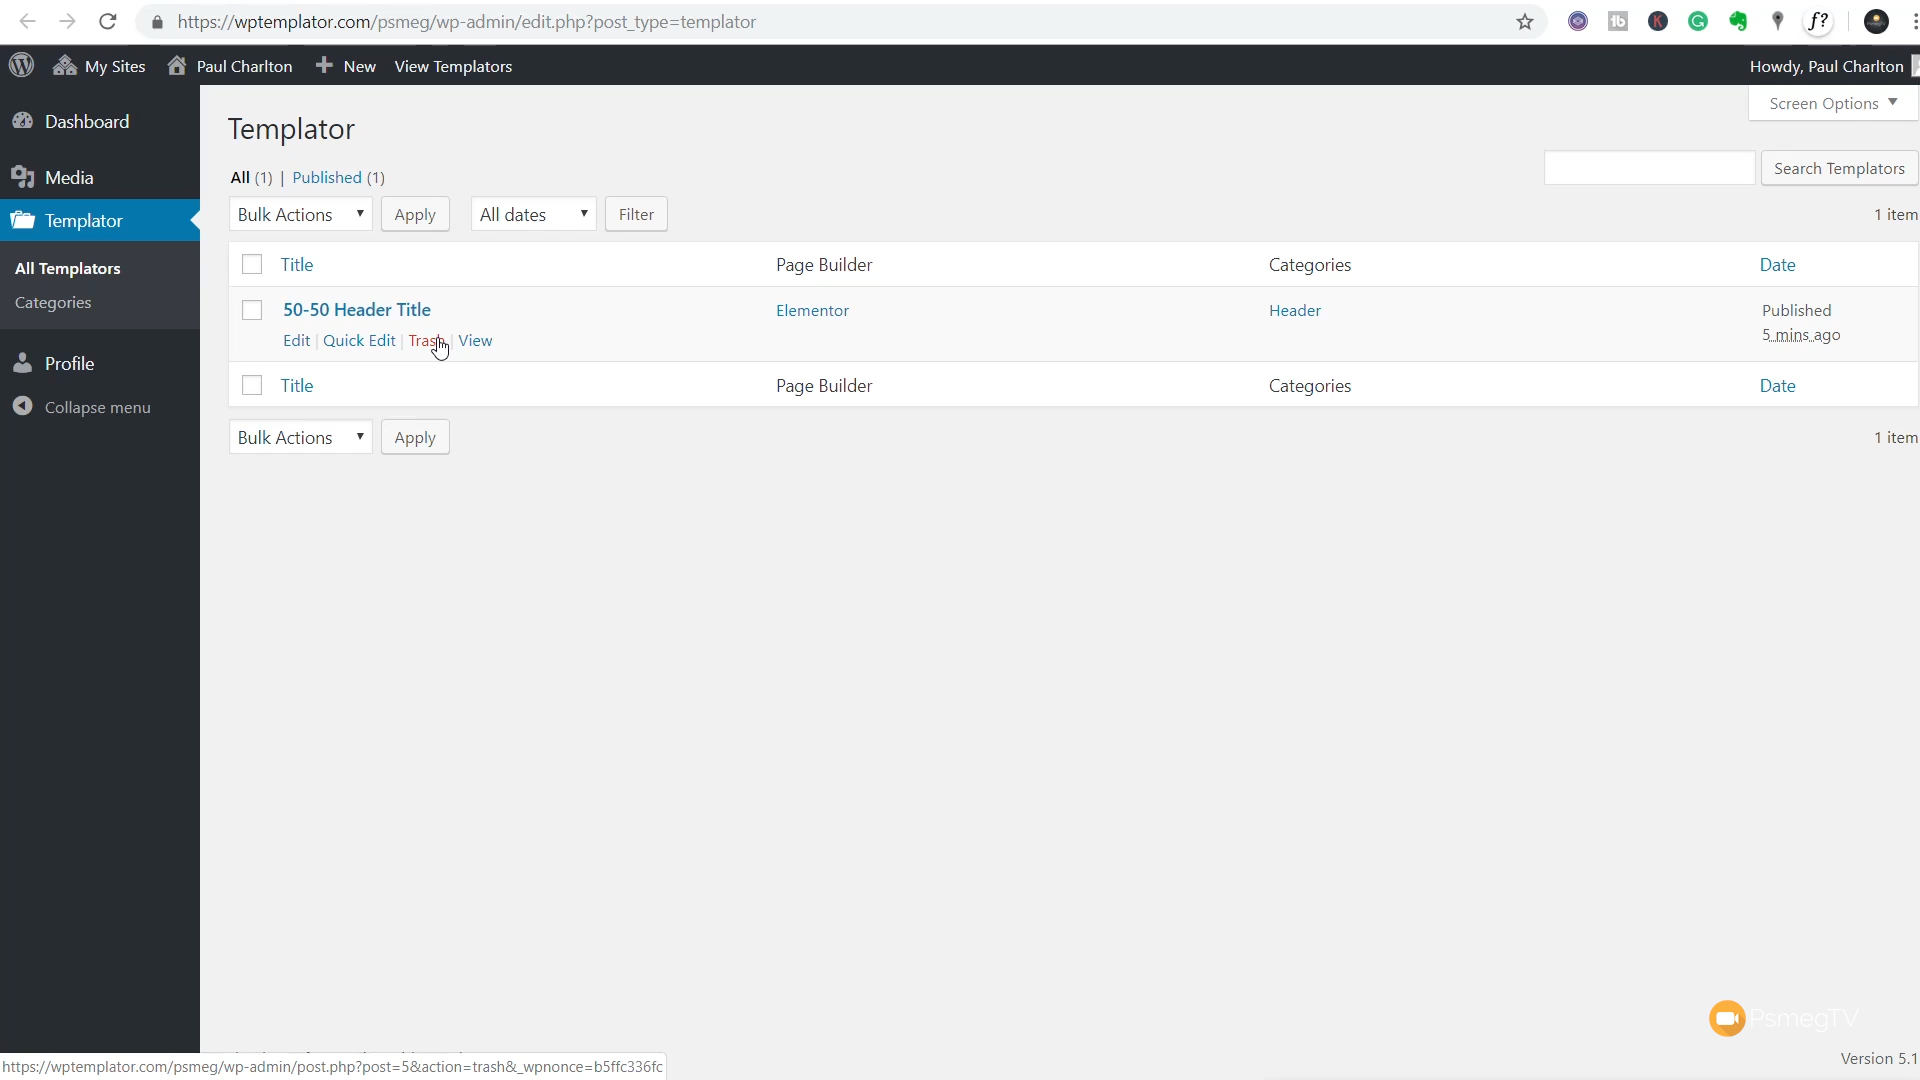 https://wptemplator.com/psmeg/wp-admin/edit.php?post_type=templator
tb K G f?
My Sites Paul Charlton New View Templators Howdy, Paul Charlton
Screen Options
Dashboard
Media
Templator
All Templators
Categories
Profile
Collapse menu
Templator
All (1) | Published (1)
Search Templators
Bulk Actions Apply All dates Filter 1 item
Title Page Builder Categories Date
50-50 Header Title Elementor Header Published
Edit | Quick Edit | Trash | View 5 mins ago
Title Page Builder Categories Date
Bulk Actions Apply 1 item
PsmegTV
Version 5.1
https://wptemplator.com/psmeg/wp-admin/post.php?post=5&action=trash&_wpnonce=b5ffc336fc